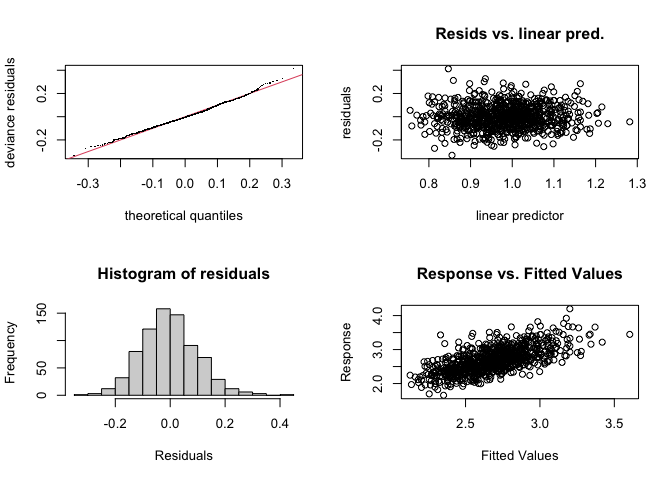 deviance residuals
-0.2
0.2
-0.3
-0.1
0.0
0.1
0.2
0.3
theoretical quantiles
Resids vs. linear pred.
residuals
-0.2
0.2
0.8
0.9
1.0
1.1
1.2
1.3
linear predictor
Histogram of residuals
Frequency
0
50
150
-0.2
0.0
0.2
0.4
Residuals
Response vs. Fitted Values
Response
2.0
3.0
4.0
2.5
3.0
3.5
Fitted Values